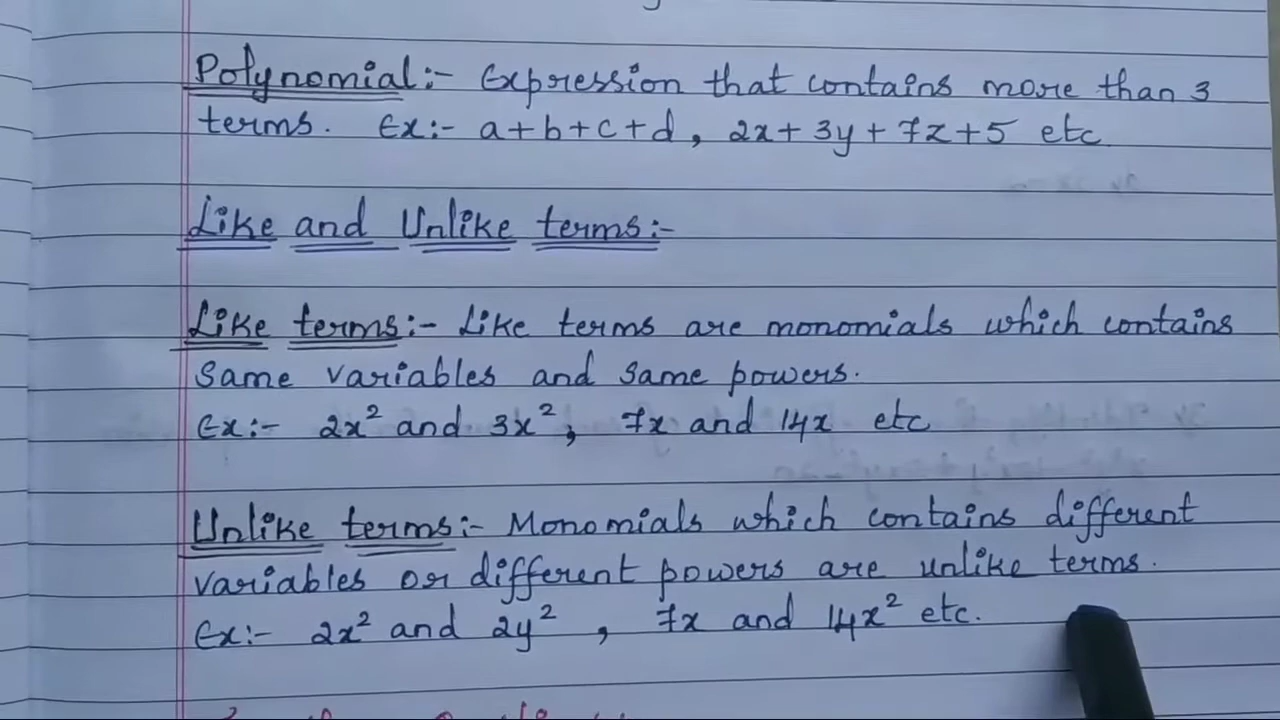 Polynomial:- Expression that contains more than 3
terms. Ex:- a+b+c+d, 2x+3y+7z+5 etc.
Like and Unlike terms:-
Like terms:- Like terms are monomials which contains
same variables and same powers.
Ex:- 2x² and 3x², 7x and 14x etc
Unlike terms:- Monomials which contains different
variables or different powers are unlike terms.
Ex:- 2x² and 2y², 7x and 14x² etc.